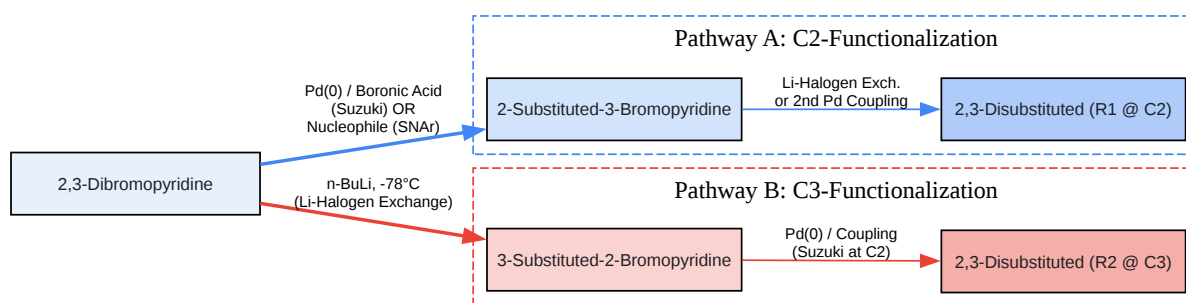 Pathway A: C2-Functionalization
Pd(0) / Boronic Acid
(Suzuki) OR
Nucleophile (SNAr)
2-Substituted-3-Bromopyridine
Li-Halogen Exch.
or 2nd Pd Coupling
2,3-Disubstituted (R1 @ C2)
2,3-Dibromopyridine
n-BuLi, -78°C
(Li-Halogen Exchange)
Pathway B: C3-Functionalization
3-Substituted-2-Bromopyridine
Pd(0) / Coupling
(Suzuki at C2)
2,3-Disubstituted (R2 @ C3)